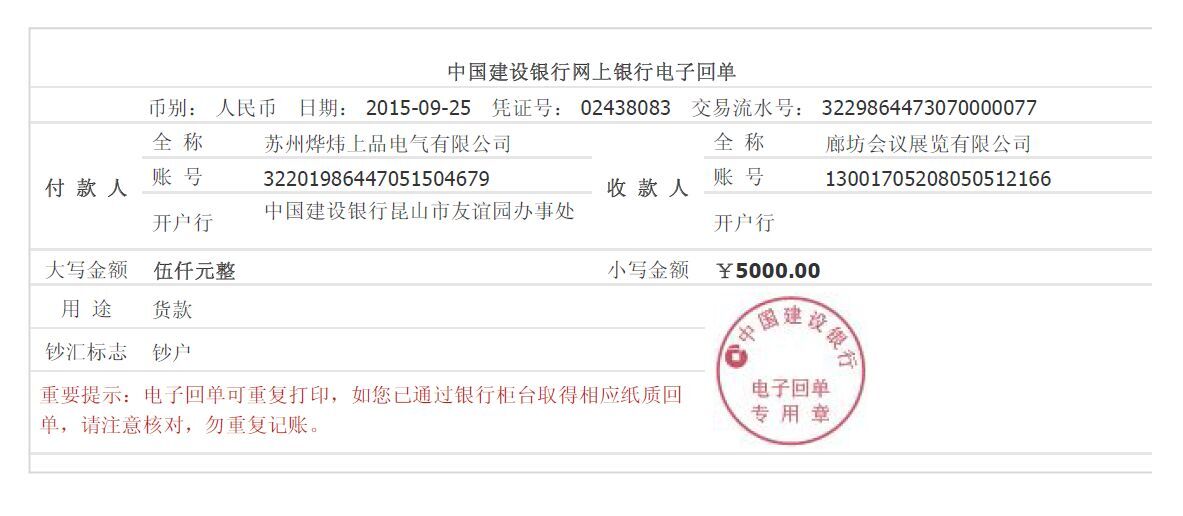 中国建设银行网上银行电子回单
币别： 人民币 日期： 2015-09-25 凭证号： 02438083 交易流水号： 3229864473070000077
付 款 人
全 称 苏州烨炜上品电气有限公司
账 号 32201986447051504679
开户行 中国建设银行昆山市友谊园办事处
收 款 人
全 称 廊坊会议展览有限公司
账 号 13001705208050512166
开户行
大写金额 伍仟元整 小写金额 ￥5000.00
用 途 货款
钞汇标志 钞户
重要提示：电子回单可重复打印，如您已通过银行柜台取得相应纸质回
单，请注意核对，勿重复记账。
中国建设银行
电子回单
专用章